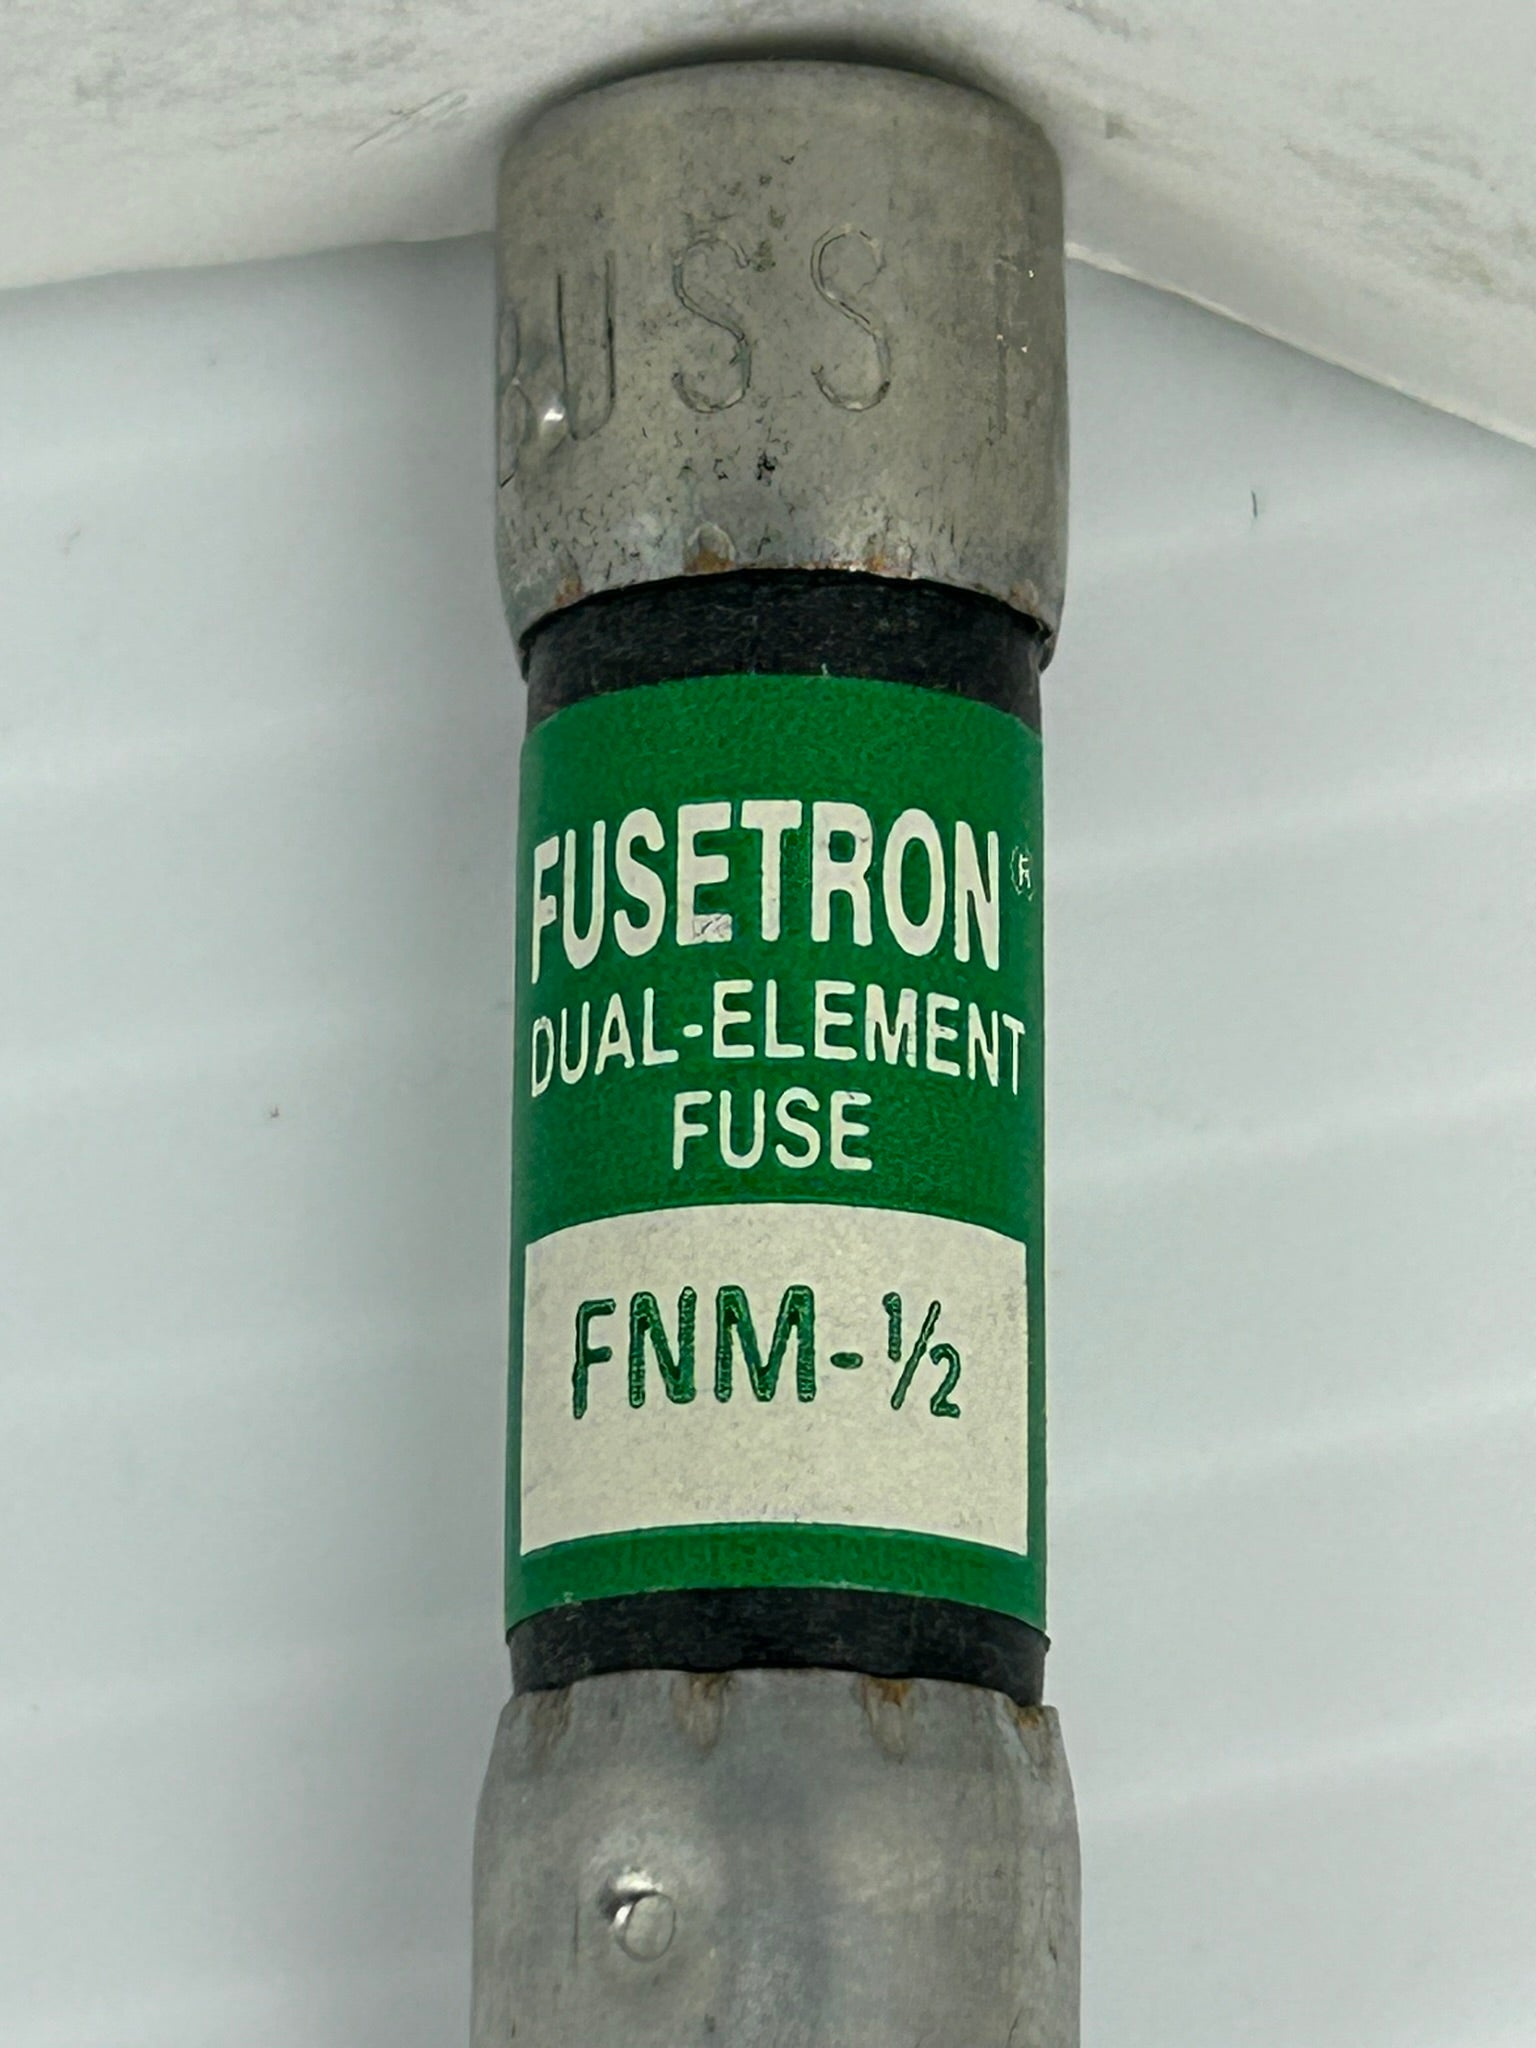 BUSS
FUSETRON®
DUAL-ELEMENT
FUSE
FNM-½